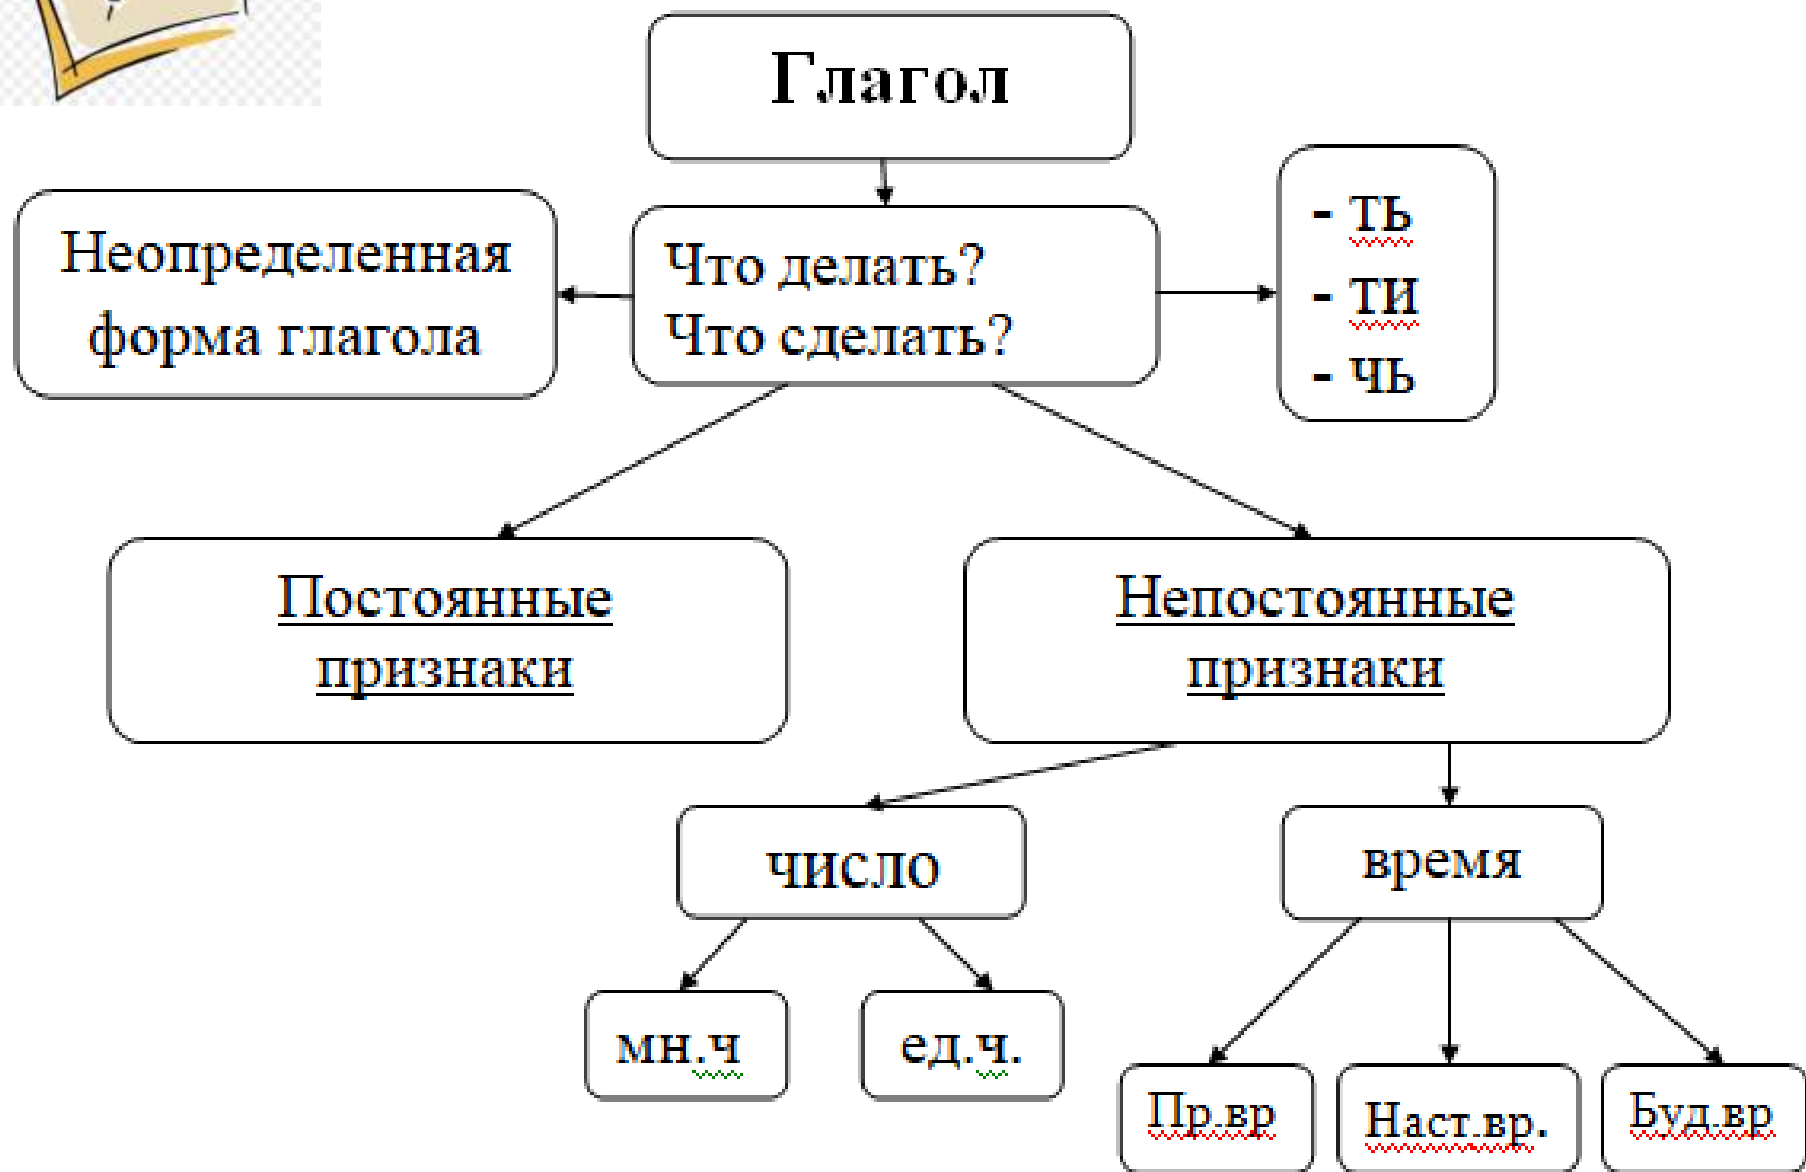 Глагол
Неопределенная
форма глагола
Что делать?
Что сделать?
- ть
- ти
- чь
Постоянные
признаки
Непостоянные
признаки
число
время
мн.ч
ед.ч.
Пр.вр
Наст.вр.
Буд.вр